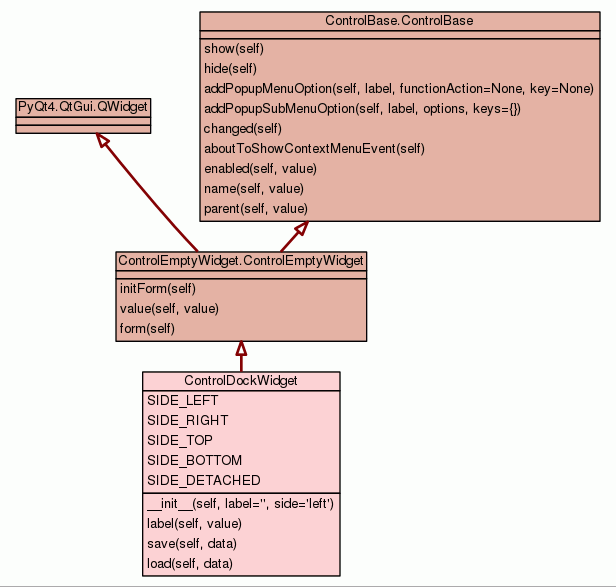 ControlBase.ControlBase
show(self)
hide(self)
addPopupMenuOption(self, label, functionAction=None, key=None)
addPopupSubMenuOption(self, label, options, keys={})
changed(self)
aboutToShowContextMenuEvent(self)
enabled(self, value)
name(self, value)
parent(self, value)
PyQt4.QtGui.QWidget
ControlEmptyWidget.ControlEmptyWidget
initForm(self)
value(self, value)
form(self)
ControlDockWidget
SIDE_LEFT
SIDE_RIGHT
SIDE_TOP
SIDE_BOTTOM
SIDE_DETACHED
__init__(self, label='', side='left')
label(self, value)
save(self, data)
load(self, data)